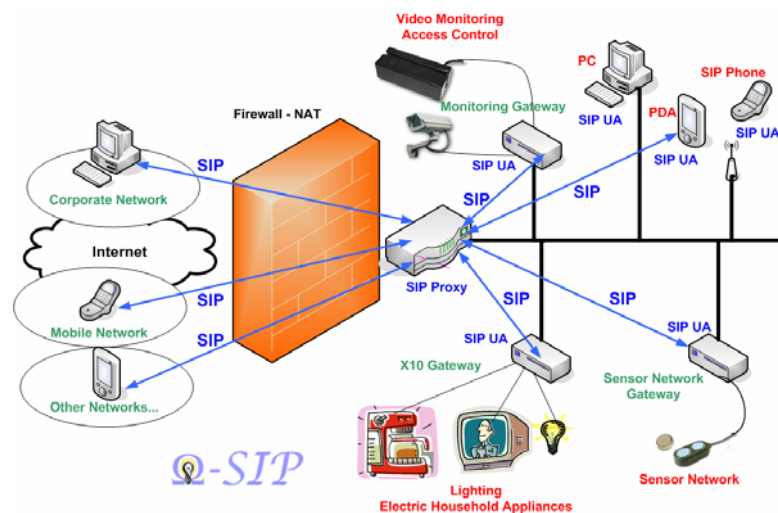 Video Monitoring
Access Control
PC
SIP Phone
Firewall - NAT
Monitoring Gateway
PDA
SIP UA
SIP UA
SIP UA
SIP UA
SIP
SIP
SIP
Corporate Network
Internet
SIP Proxy
SIP
SIP
SIP
Mobile Network
SIP
SIP UA
SIP UA
X10 Gateway
Sensor Network
Gateway
Other Networks...
Ω-SIP
Lighting
Electric Household Appliances
Sensor Network